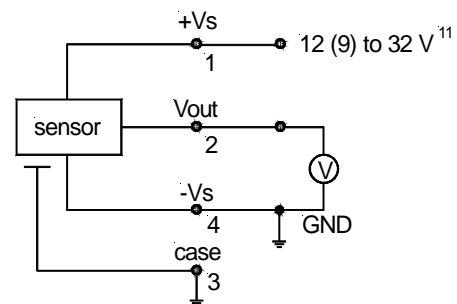 +Vs
12 (9) to 32 V 11
1
Vout
sensor
2
V
-Vs
4
GND
case
3